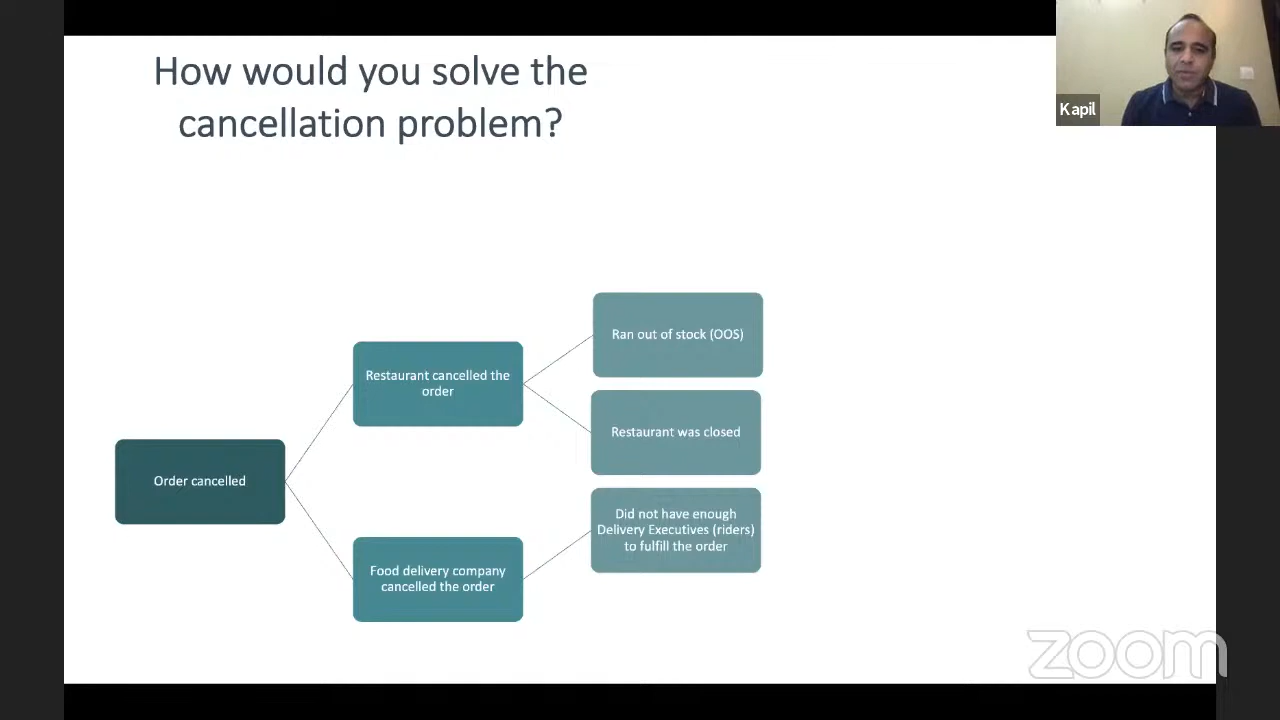 How would you solve the
cancellation problem?
Kapil
Ran out of stock (OOS)
Restaurant cancelled the
order
Restaurant was closed
Order cancelled
Did not have enough
Delivery Executives (riders)
to fulfill the order
Food delivery company
cancelled the order
zoom